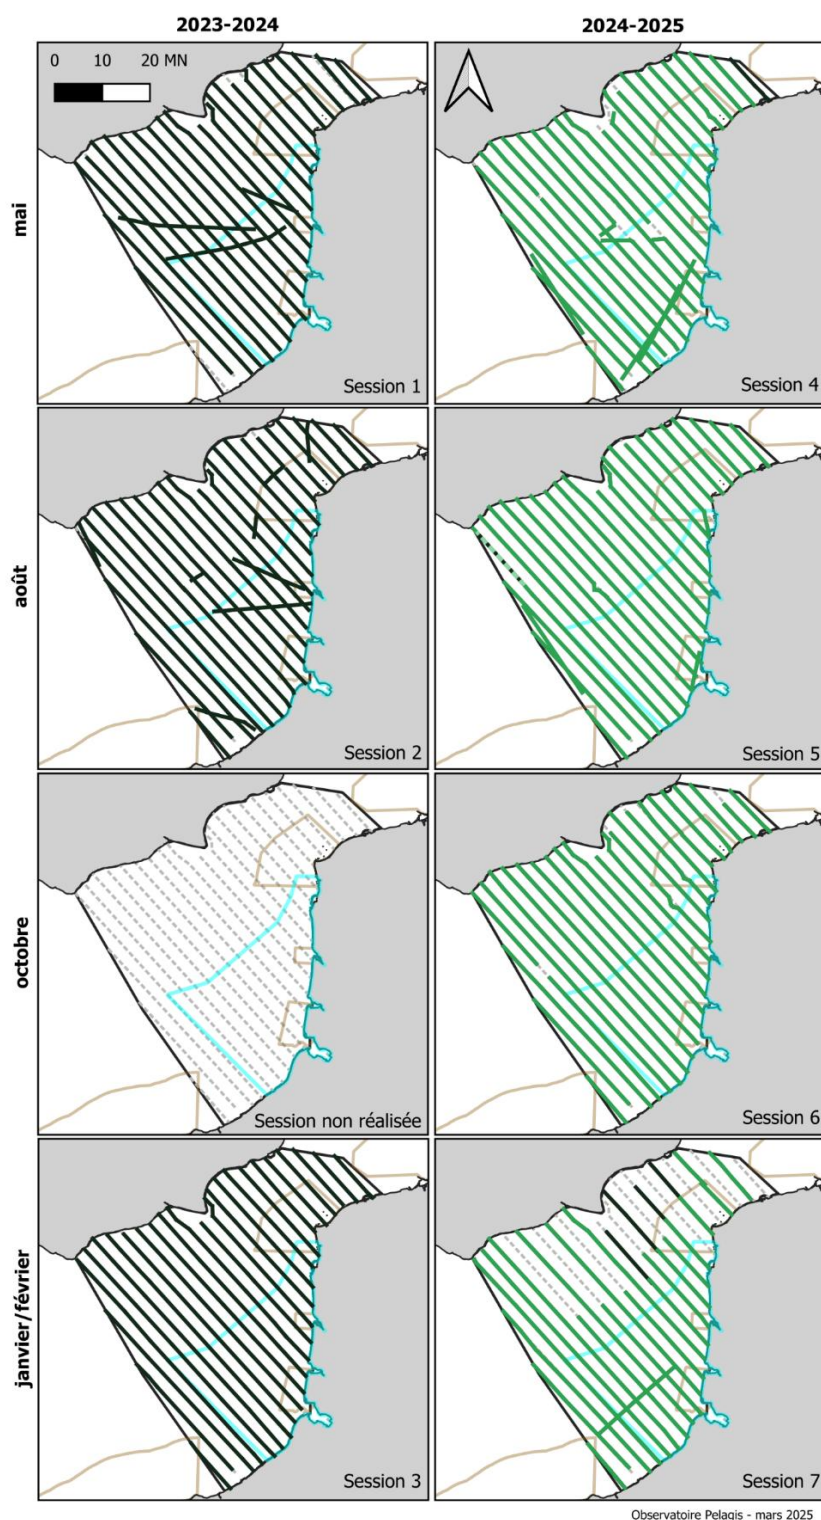 2023-2024
2024-2025
0 10 20 MN
mai
Session 1
Session 4
août
Session 2
Session 5
octobre
Session non réalisée
Session 6
janvier/février
Session 3
Session 7
Observatoire Pelagis - mars 2025